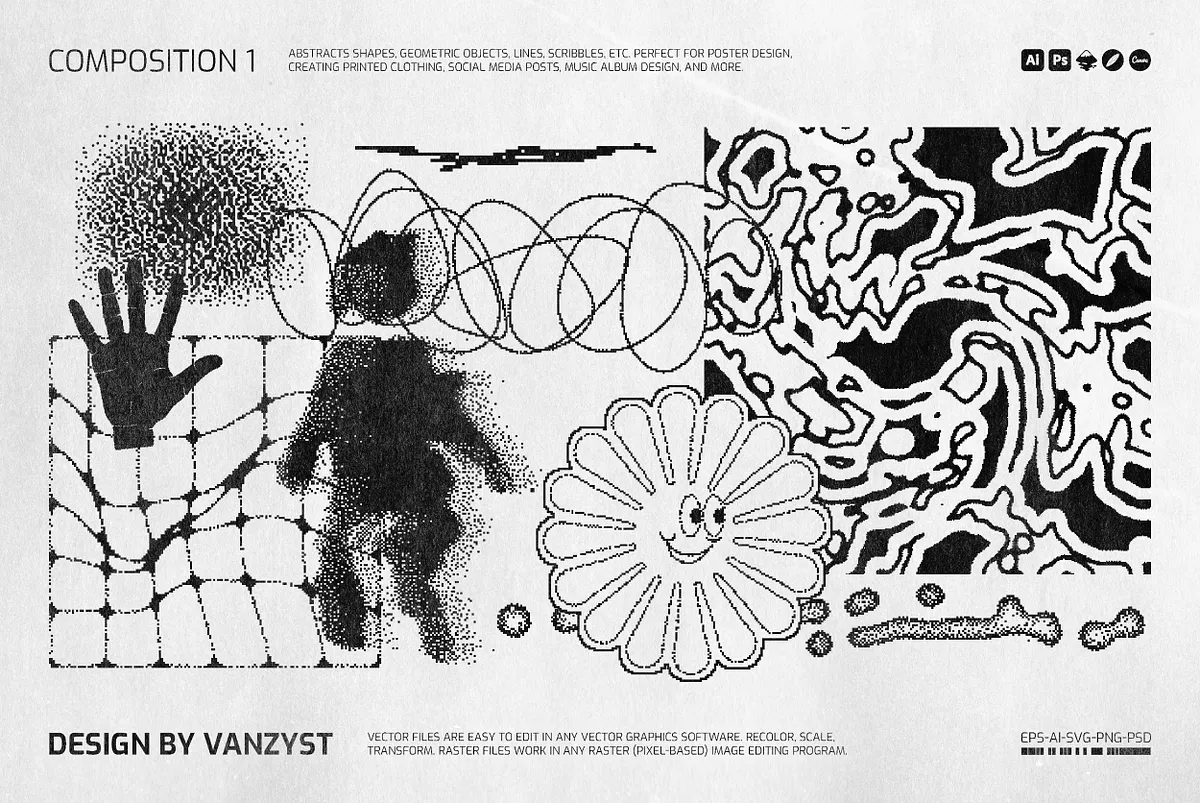 COMPOSITION 1
ABSTRACTS SHAPES, GEOMETRIC OBJECTS, LINES, SCRIBBLES, ETC. PERFECT FOR POSTER DESIGN,
CREATING PRINTED CLOTHING, SOCIAL MEDIA POSTS, MUSIC ALBUM DESIGN, AND MORE.
Ai Ps Canva
DESIGN BY VANZYST
VECTOR FILES ARE EASY TO EDIT IN ANY VECTOR GRAPHICS SOFTWARE. RECOLOR, SCALE,
TRANSFORM. RASTER FILES WORK IN ANY RASTER (PIXEL-BASED) IMAGE EDITING PROGRAM.
EPS-AI-SVG-PNG-PSD